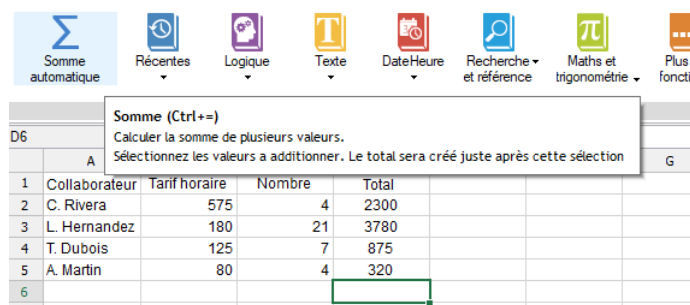 Somme automatique
Récentes
Logique
Texte
DateHeure
Recherche et référence
Maths et trigonométrie
Plus
Somme (Ctrl+=)
Calculer la somme de plusieurs valeurs.
Sélectionnez les valeurs a additionner. Le total sera créé juste après cette sélection
D6
A G
1 Collaborateur Tarif horaire Nombre Total
2 C. Rivera 575 4 2300
3 L. Hernandez 180 21 3780
4 T. Dubois 125 7 875
5 A. Martin 80 4 320
6